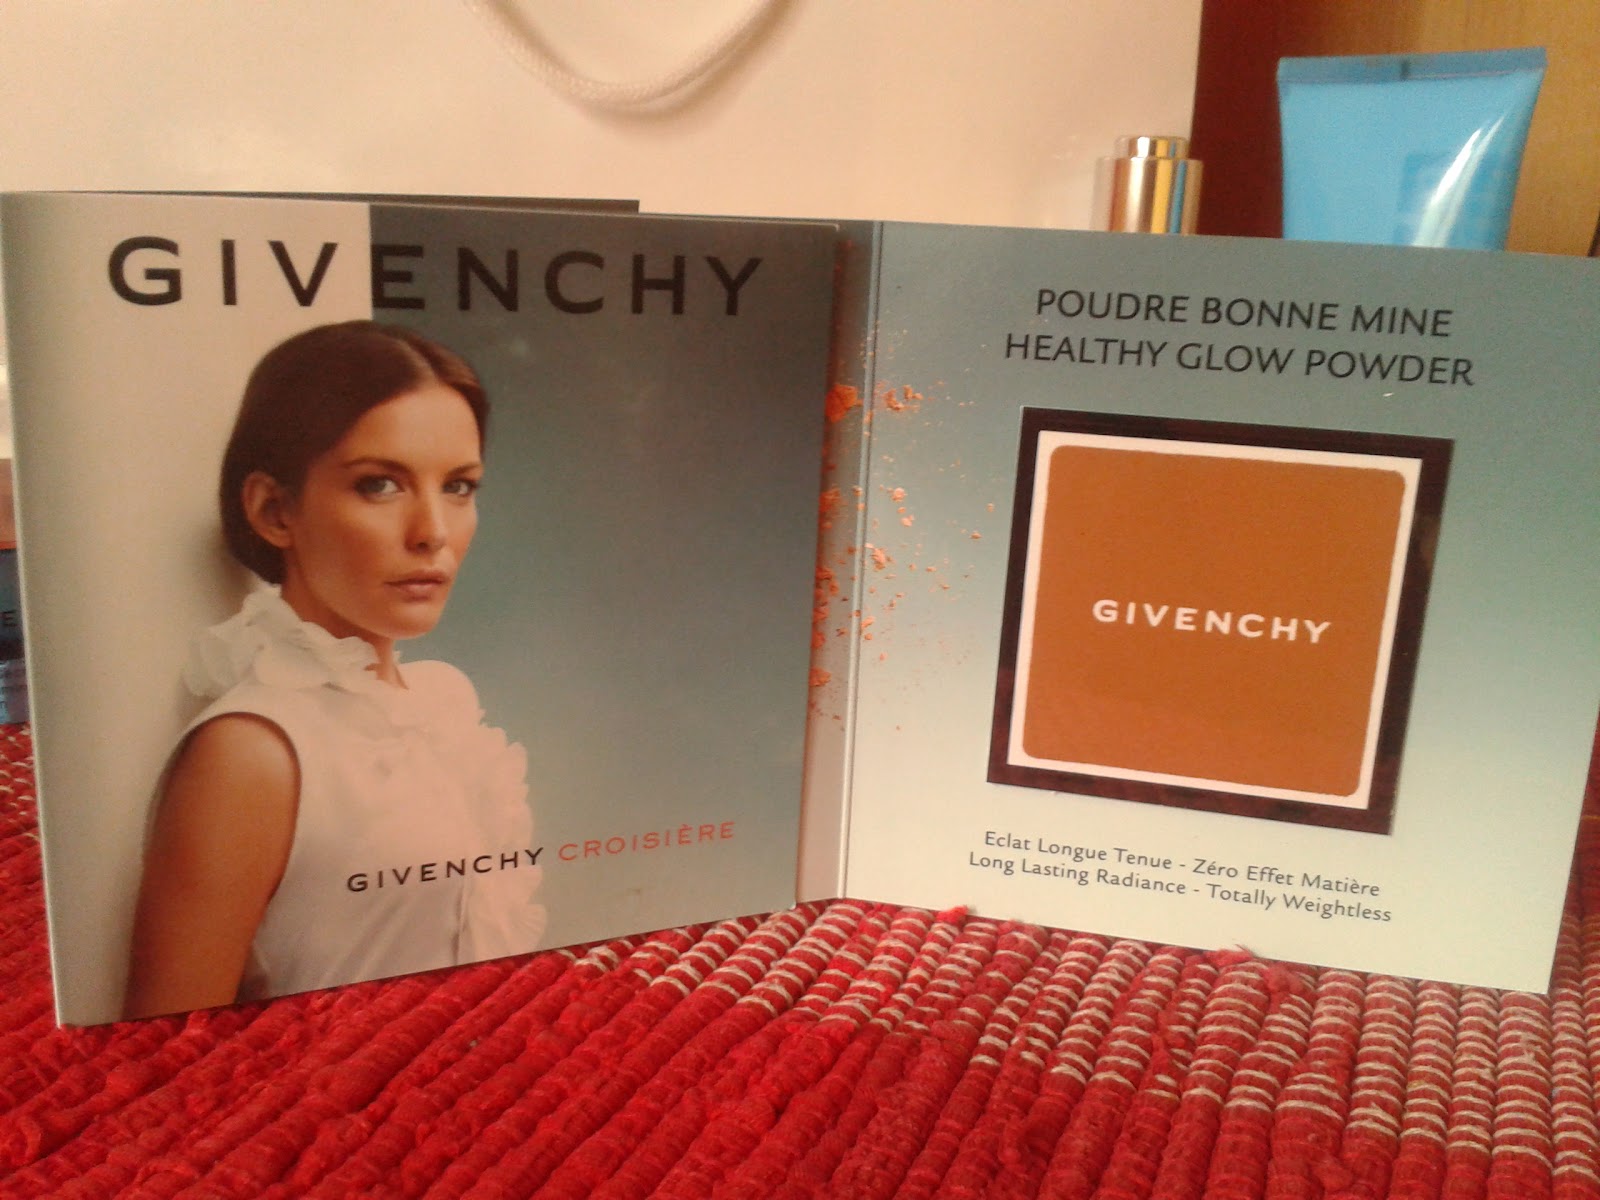 GIVENCHY
GIVENCHY CROISIÈRE
POUDRE BONNE MINE
HEALTHY GLOW POWDER
GIVENCHY
Eclat Longue Tenue - Zéro Effet Matière
Long Lasting Radiance - Totally Weightless